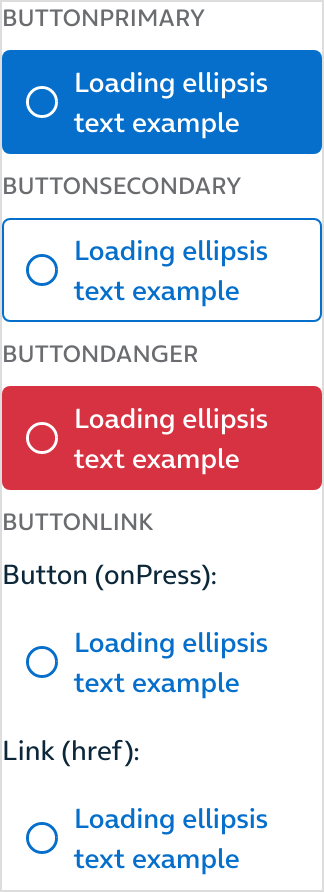 BUTTONPRIMARY
Loading ellipsis
text example
BUTTONSECONDARY
Loading ellipsis
text example
BUTTONDANGER
Loading ellipsis
text example
BUTTONLINK
Button (onPress):
Loading ellipsis
text example
Link (href):
Loading ellipsis
text example